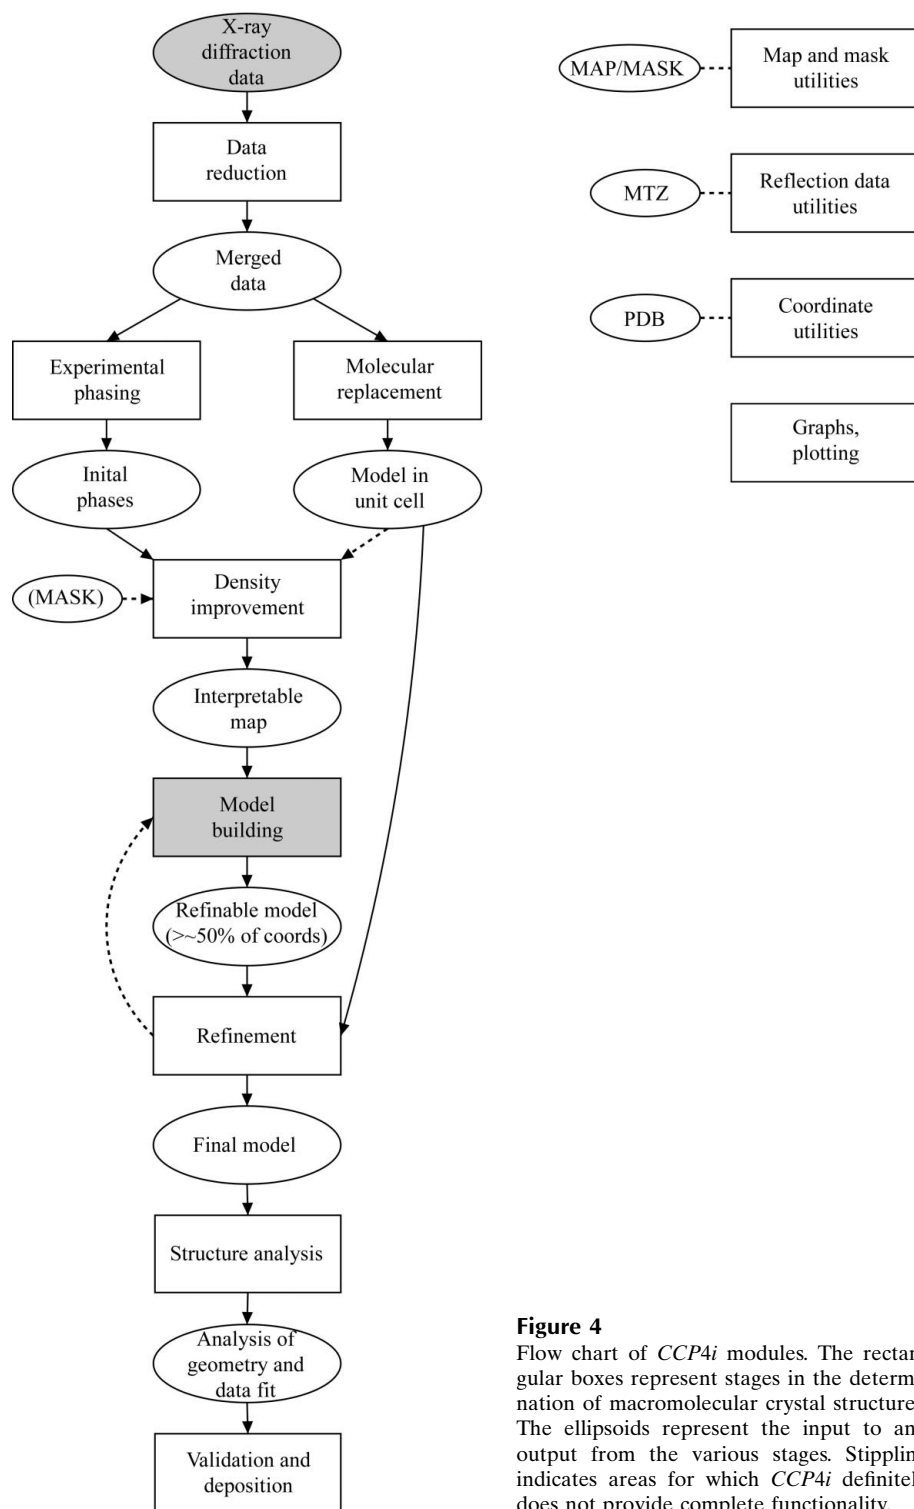 X-ray
diffraction
data
Data
reduction
Merged
data
Experimental
phasing
Molecular
replacement
Inital
phases
Model in
unit cell
(MASK)
Density
improvement
Interpretable
map
Model
building
Refinable model
(>~50% of coords)
Refinement
Final model
Structure analysis
Analysis of
geometry and
data fit
Validation and
deposition
MAP/MASK
Map and mask
utilities
MTZ
Reflection data
utilities
PDB
Coordinate
utilities
Graphs,
plotting
Figure 4
Flow chart of CCP4i modules. The rectan
gular boxes represent stages in the determ
nation of macromolecular crystal structure
The ellipsoids represent the input to an
output from the various stages. Stipplin
indicates areas for which CCP4i definitel
does not provide complete functionality.